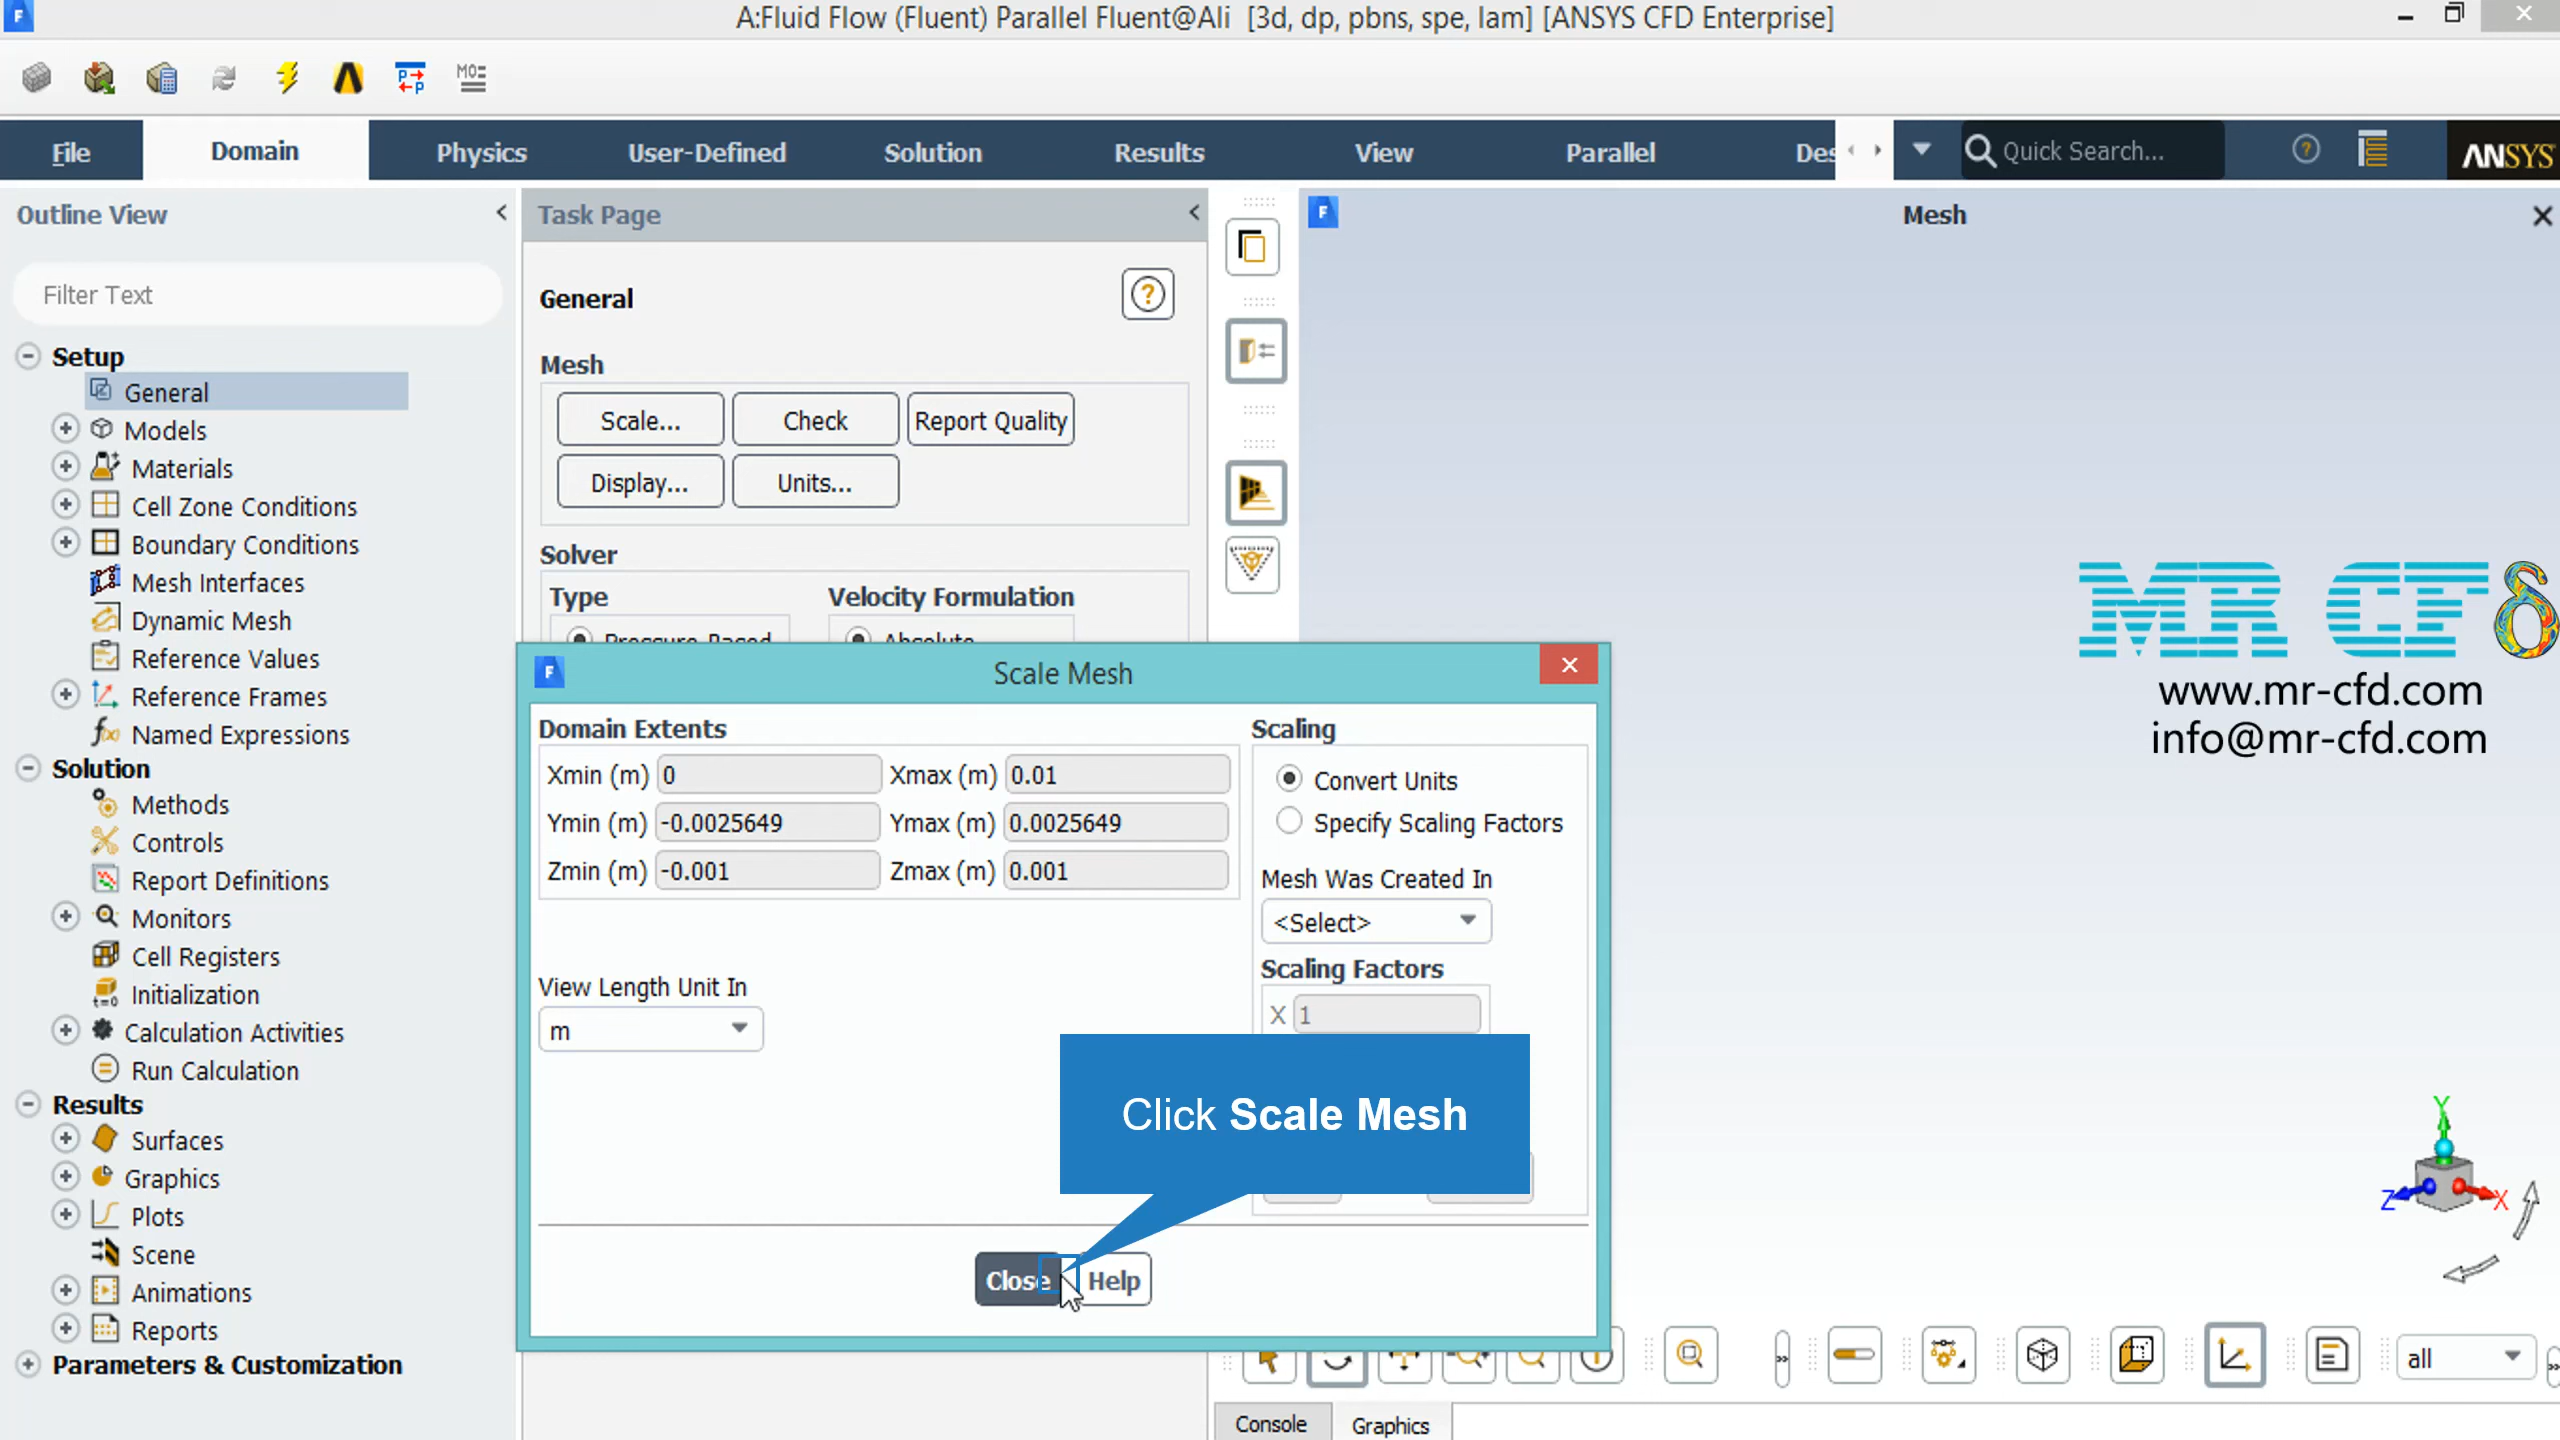 A:Fluid Flow (Fluent) Parallel Fluent@Ali [3d, dp, pbns, spe, lam] [ANSYS CFD Enterprise]
File
Domain
Physics
User-Defined
Solution
Results
View
Parallel
Des
Quick Search...
ANSYS
Outline View
Filter Text
Setup
General
Models
Materials
Cell Zone Conditions
Boundary Conditions
Mesh Interfaces
Dynamic Mesh
Reference Values
Reference Frames
Named Expressions
Solution
Methods
Controls
Report Definitions
Monitors
Cell Registers
Initialization
Calculation Activities
Run Calculation
Results
Surfaces
Graphics
Plots
Scene
Animations
Reports
Parameters & Customization
Task Page
General
Mesh
Scale...
Check
Report Quality
Display...
Units...
Solver
Type
Velocity Formulation
Pressure-Based
Absolute
Scale Mesh
Domain Extents
Xmin (m) 0 Xmax (m) 0.01
Ymin (m) -0.0025649 Ymax (m) 0.0025649
Zmin (m) -0.001 Zmax (m) 0.001
View Length Unit In
m
Scaling
Convert Units
Specify Scaling Factors
Mesh Was Created In
<Select>
Scaling Factors
X 1
Click Scale Mesh
Close
Help
Mesh
MR CFD
www.mr-cfd.com
info@mr-cfd.com
Y
Z
X
all
Console
Graphics